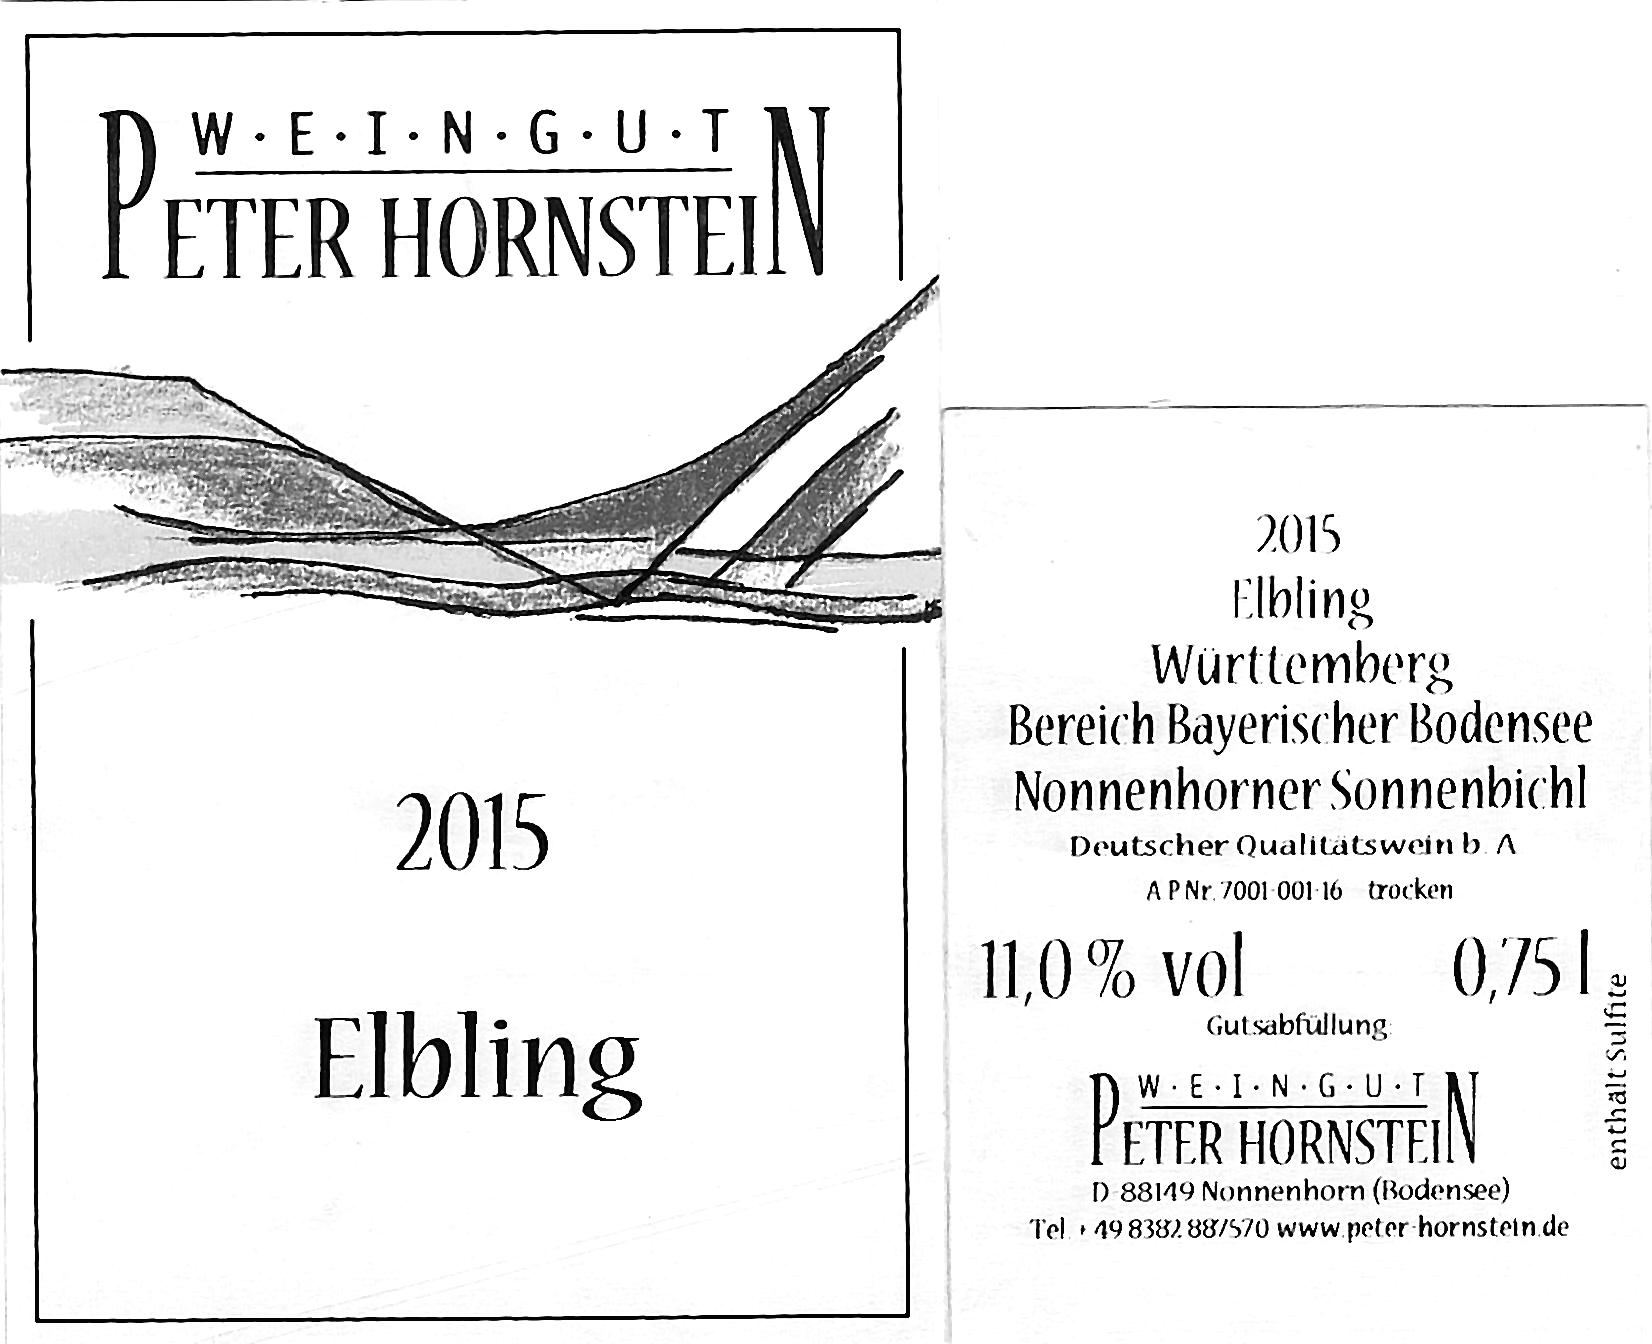 W·E·I·N·G·U·T
PETER HORNSTEIN
2015
Elbling
2015
Elbling
Württemberg
Bereich Bayerischer Bodensee
Nonnenhorner Sonnenbichl
Deutscher Qualitätswein b. A
A P Nr. 7001-001-16 trocken
11,0 % vol 0,75 l
Gutsabfüllung
enthält Sulfite
W·E·I·N·G·U·T
PETER HORNSTEIN
D-88149 Nonnenhorn (Bodensee)
Tel. +49 8382 887570 www.peter-hornstein.de